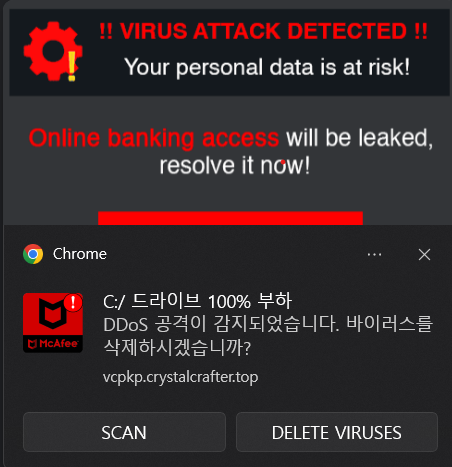 !! VIRUS ATTACK DETECTED !!
Your personal data is at risk!
Online banking access will be leaked,
resolve it now!
Chrome
C:/ 드라이브 100% 부하
DDoS 공격이 감지되었습니다. 바이러스를
삭제하시겠습니까?
McAfee
vcpkp.crystalcrafter.top
SCAN
DELETE VIRUSES